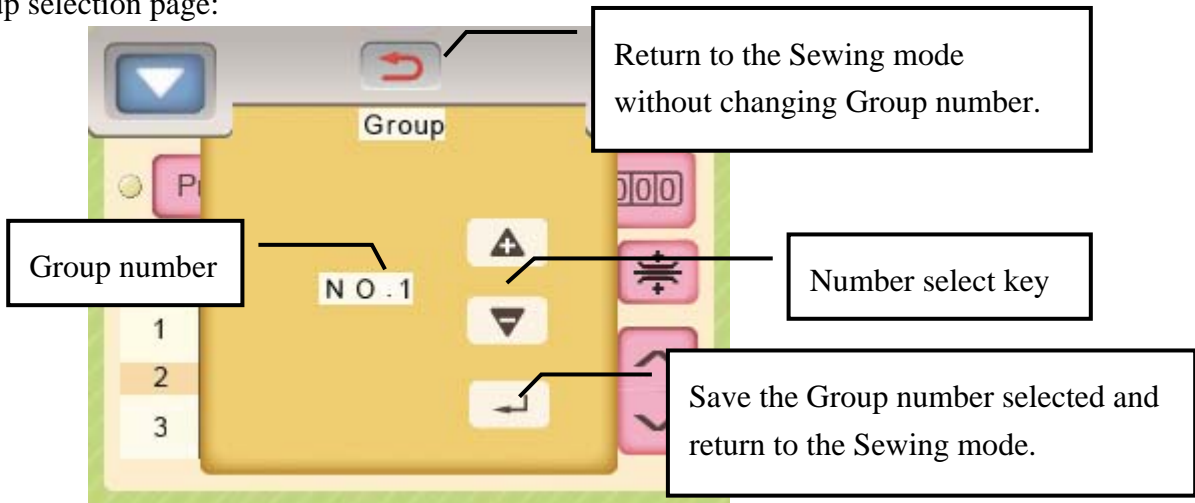 selection page:
Return to the Sewing mode
without changing Group number.
Group
000
Group number
NO.1
Number select key
1
2
3
Save the Group number selected and
return to the Sewing mode.